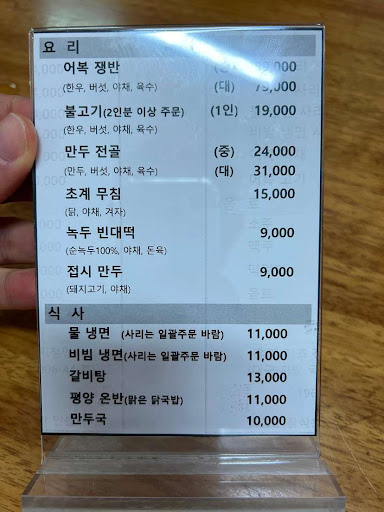 요 리
어복 쟁반 (중)
(한우, 버섯, 야채, 육수) (대) 79,000
불고기(2인분 이상 주문) (1인) 19,000
(한우, 버섯, 야채, 육수)
만두 전골 (중) 24,000
(만두, 버섯, 야채, 육수) (대) 31,000
초계 무침 15,000
(닭, 야채, 겨자)
녹두 빈대떡 9,000
(순녹두100%, 야채, 돈육)
접시 만두 9,000
(돼지고기, 야채)
식 사
물 냉면 (사리는 일괄주문 바람) 11,000
비빔 냉면(사리는 일괄주문 바람) 11,000
갈비탕 13,000
평양 온반(맑은 닭국밥) 11,000
만두국 10,000